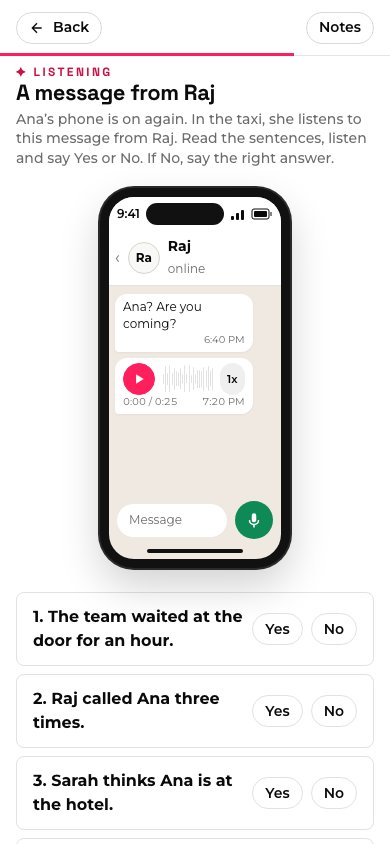 Back
Notes
LISTENING
A message from Raj
Ana's phone is on again. In the taxi, she listens to
this message from Raj. Read the sentences, listen
and say Yes or No. If No, say the right answer.
9:41
Ra
Raj
online
Ana? Are you
coming?
6:40 PM
1x
0:00 / 0:25
7:20 PM
Message
1. The team waited at the
door for an hour.
Yes
No
2. Raj called Ana three
times.
Yes
No
3. Sarah thinks Ana is at
the hotel.
Yes
No